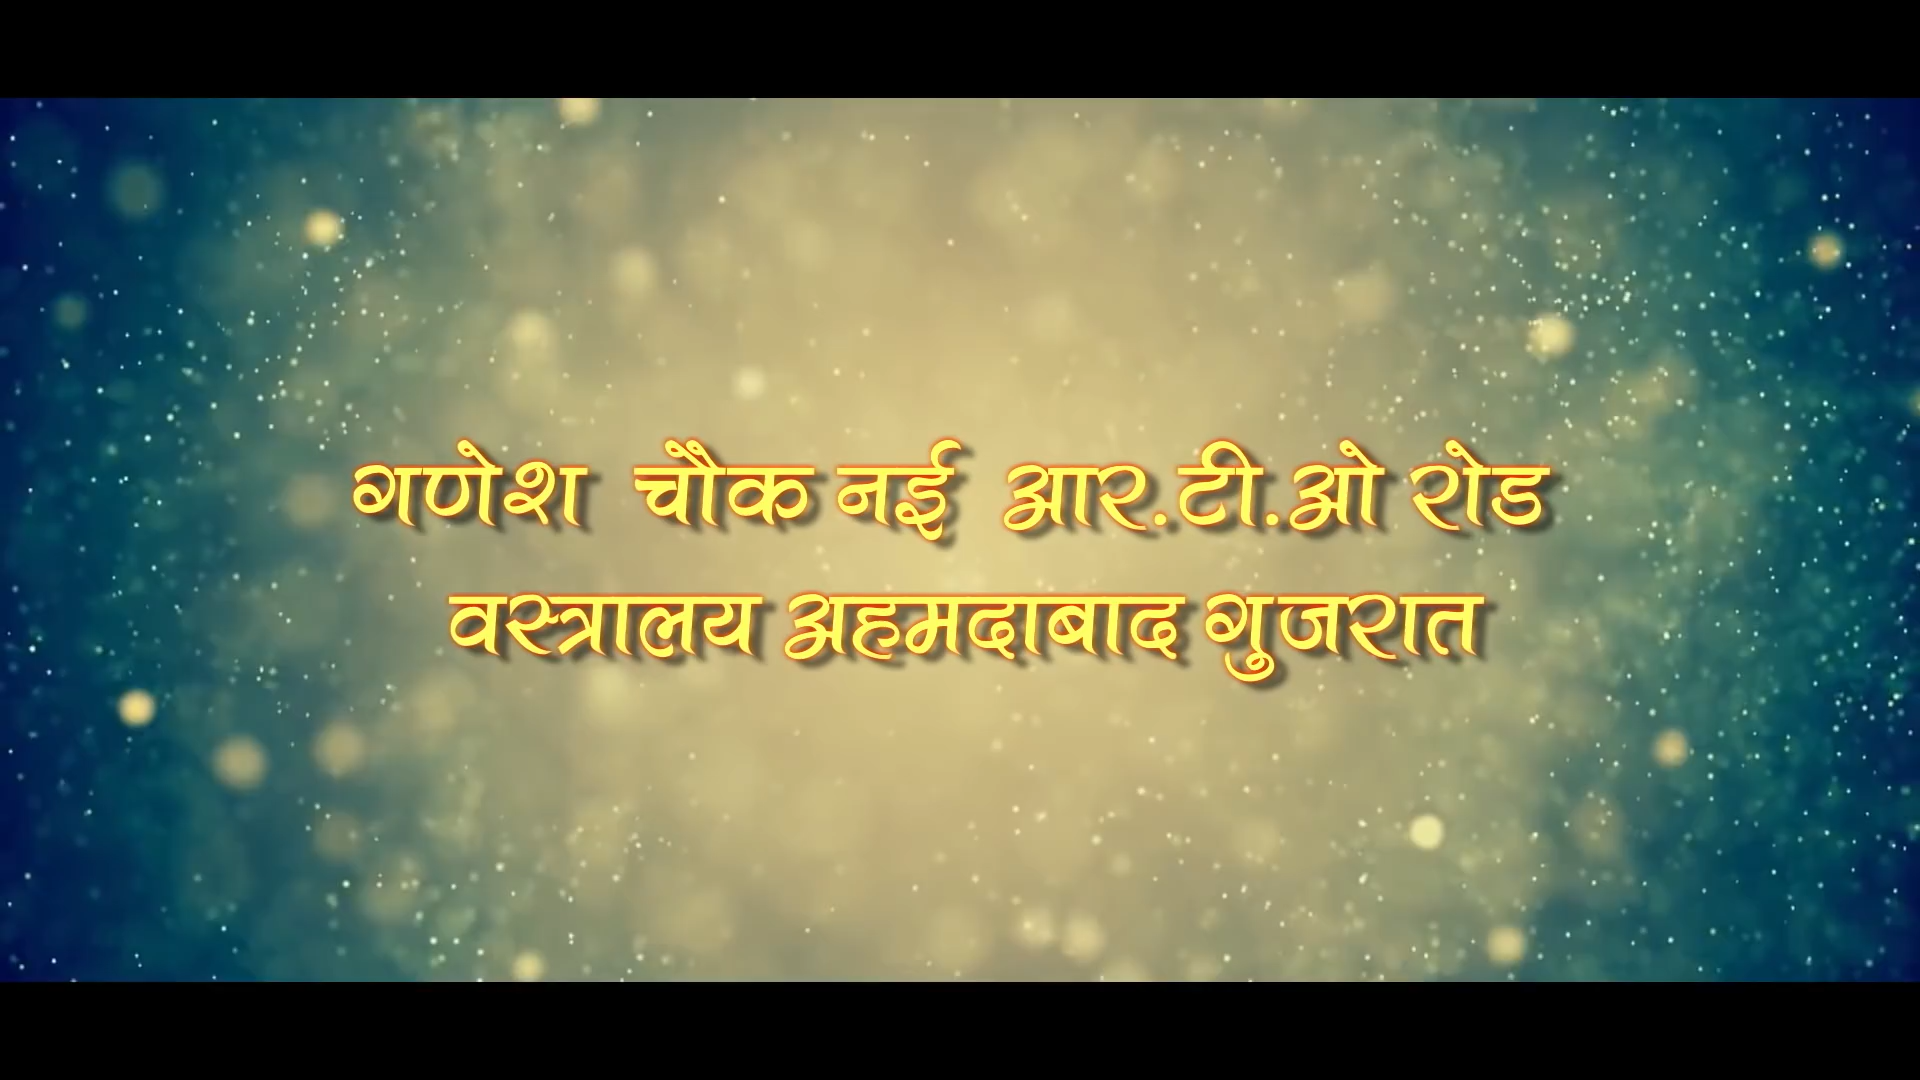 गणेश चौक नई आर.टी.ओ रोड
वस्त्रालय अहमदाबाद गुजरात